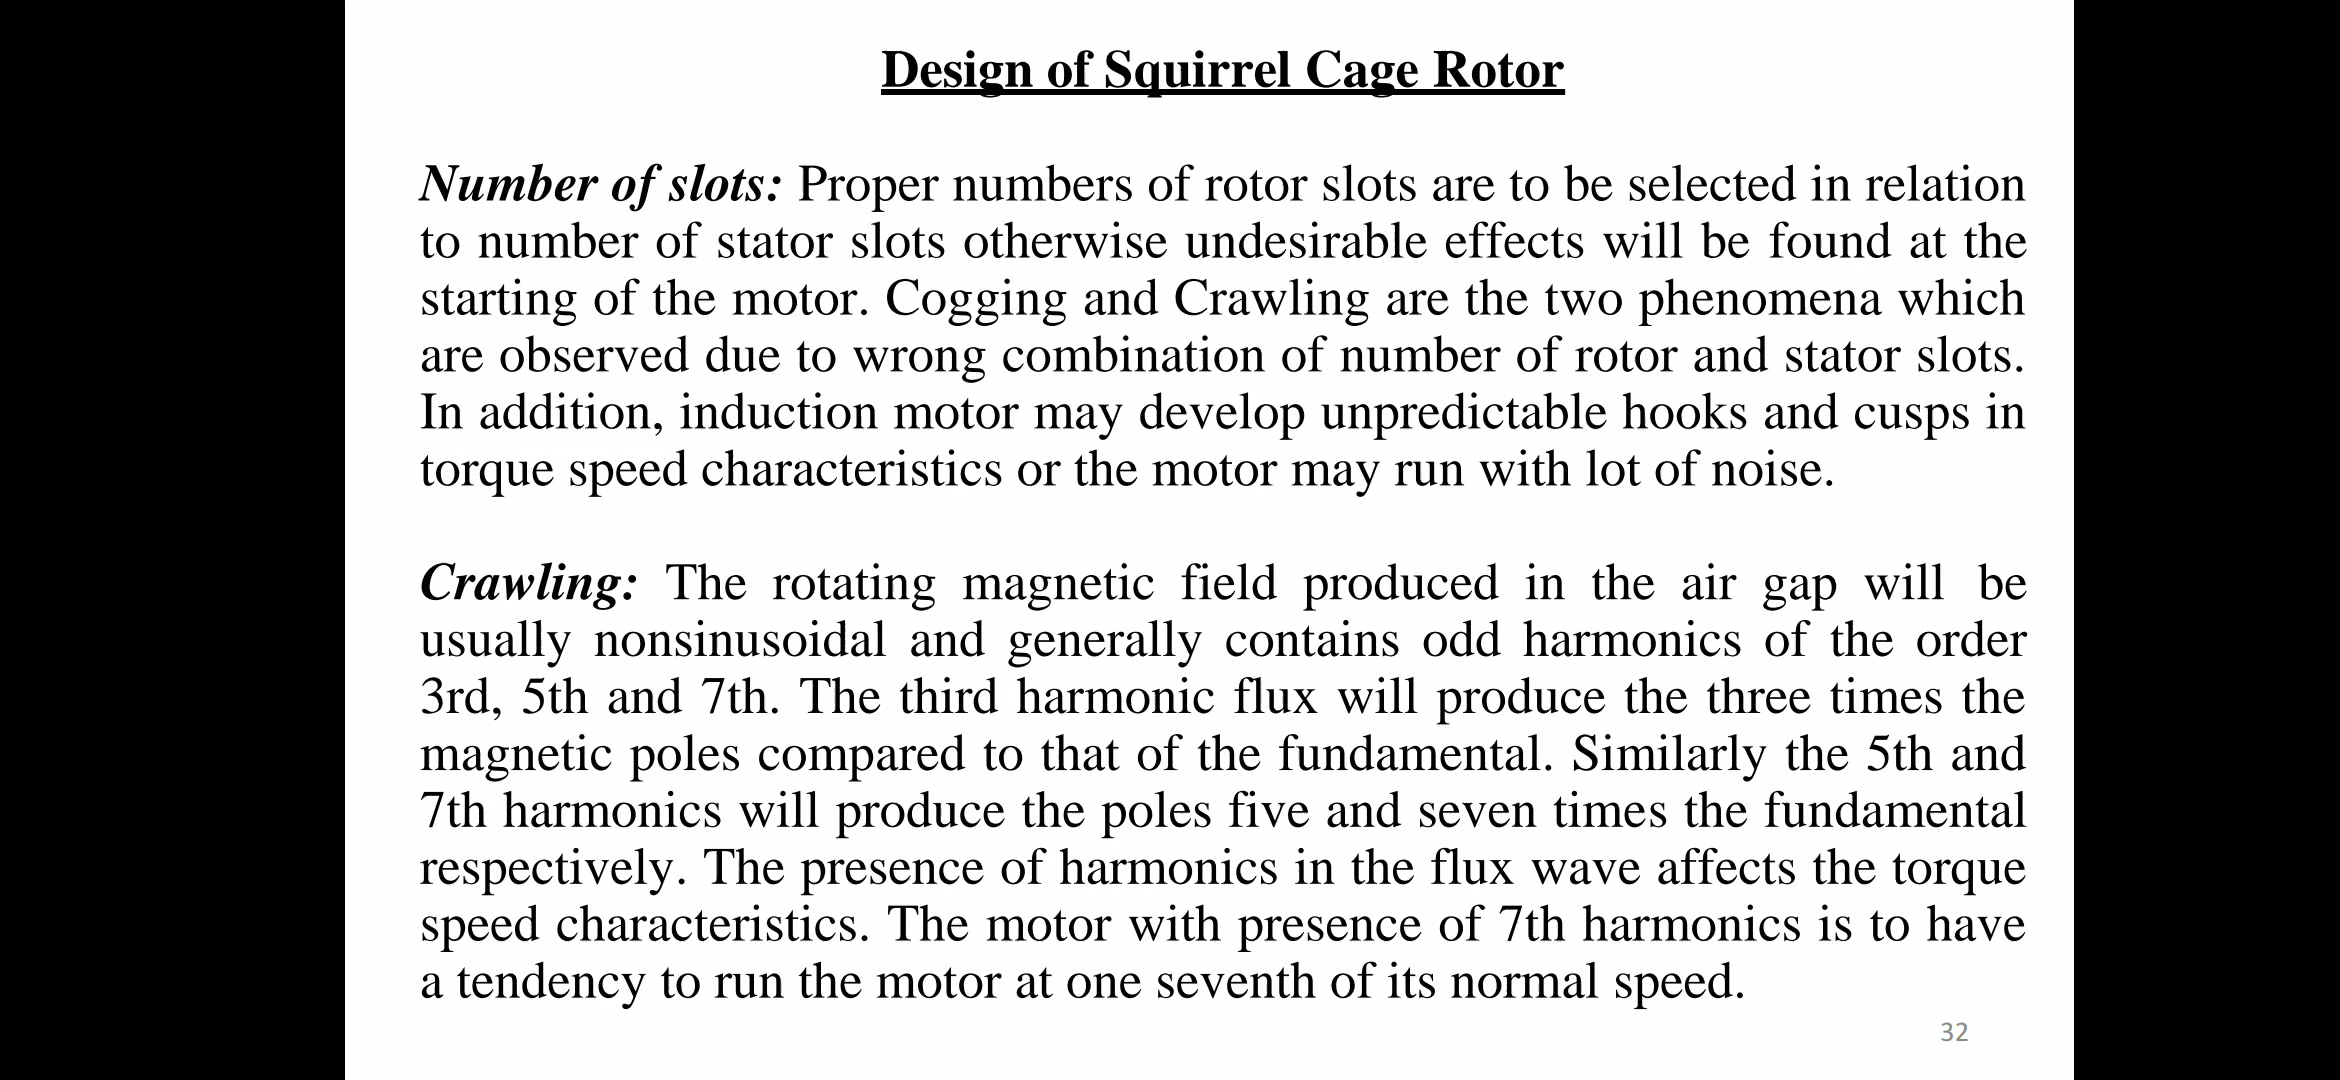 Design of Squirrel Cage Rotor
Number of slots: Proper numbers of rotor slots are to be selected in relation
to number of stator slots otherwise undesirable effects will be found at the
starting of the motor. Cogging and Crawling are the two phenomena which
are observed due to wrong combination of number of rotor and stator slots.
In addition, induction motor may develop unpredictable hooks and cusps in
torque speed characteristics or the motor may run with lot of noise.
Crawling: The rotating magnetic field produced in the air gap will be
usually nonsinusoidal and generally contains odd harmonics of the order
3rd, 5th and 7th. The third harmonic flux will produce the three times the
magnetic poles compared to that of the fundamental. Similarly the 5th and
7th harmonics will produce the poles five and seven times the fundamental
respectively. The presence of harmonics in the flux wave affects the torque
speed characteristics. The motor with presence of 7th harmonics is to have
a tendency to run the motor at one seventh of its normal speed.
32